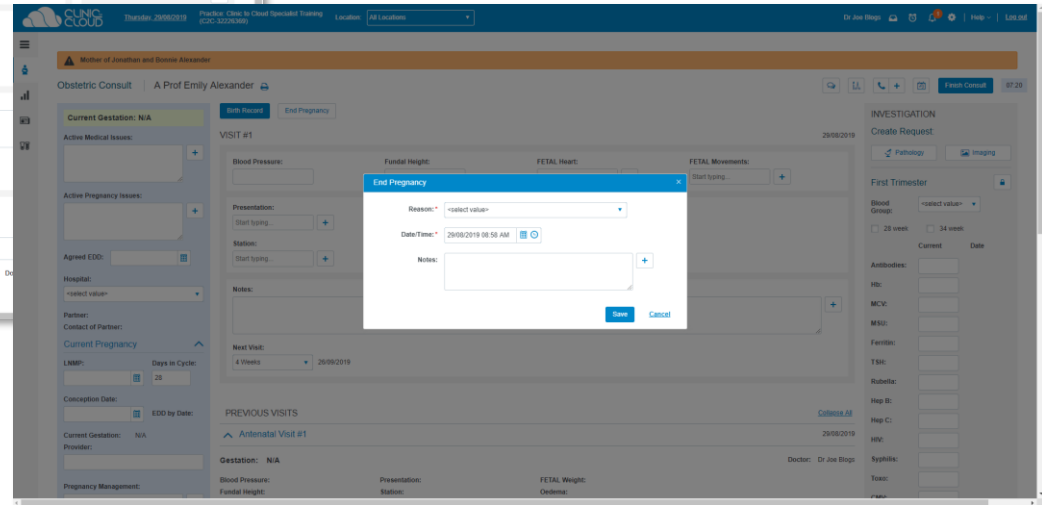 CLINIC TO CLOUD
Thursday, 29/08/2019
Practice: Clinic to Cloud Specialist Training
(C2C-32226369)
Location: All Locations
Dr Joe Blogs
Help
Log out
Mother of Jonathan and Bonnie Alexander
Obstetric Consult | A Prof Emily Alexander
Finish Consult
07:20
Current Gestation: N/A
Active Medical Issues:
Active Pregnancy Issues:
Agreed EDD:
Do
Hospital:
<select value>
Partner:
Contact of Partner:
Current Pregnancy
LNMP: Days in Cycle:
28
Conception Date:
EDD by Date:
Current Gestation: N/A
Provider:
Pregnancy Management:
Birth Record End Pregnancy
VISIT #1 29/08/2019
Blood Pressure: Fundal Height: FETAL Heart: FETAL Movements:
Start typing...
Presentation:
Start typing...
Station:
Start typing...
Notes:
Next Visit:
4 Weeks 26/09/2019
End Pregnancy ×
Reason:* <select value>
Date/Time:* 29/08/2019 08:58 AM
Notes:
Save Cancel
PREVIOUS VISITS Collapse All
Antenatal Visit #1 29/08/2019
Gestation: N/A Doctor: Dr Joe Blogs
Blood Pressure: Presentation: FETAL Weight:
Fundal Height: Station: Oedema:
INVESTIGATION
Create Request:
Pathology Imaging
First Trimester
Blood Group: <select value>
28 week 34 week
Current Date
Antibodies:
Hb:
MCV:
MSU:
Ferritin:
TSH:
Rubella:
Hep B:
Hep C:
HIV:
Syphilis:
Toxo:
CMV: